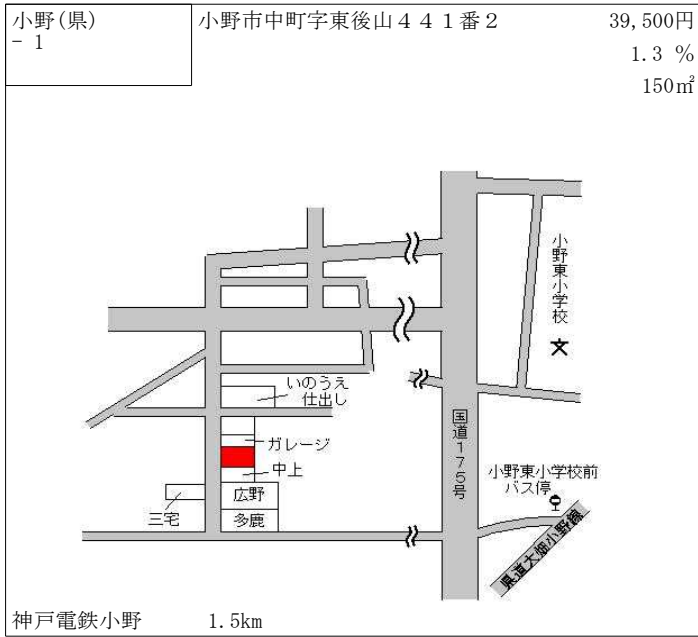 小野(県)
- 1
小野市中町字東後山４４１番２
39,500円
1.3 %
150㎡
小野東小学校
文
いのうえ
仕出し
ガレージ
中上
広野
三宅
多鹿
国道175号
小野東小学校前
バス停
県道大畑小野線
神戸電鉄小野 1.5km